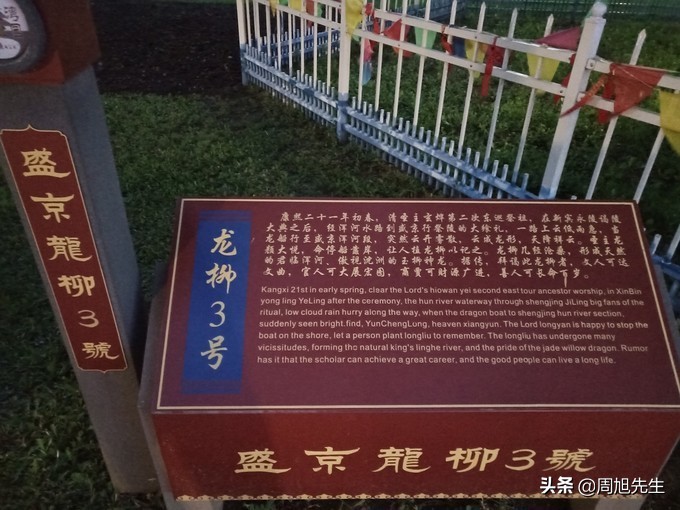 盛京龍柳3號
龙柳3号
康熙二十一年初春，清圣主玄烨第二次东巡祭祖，在新宾永陵谒陵
大典之后，经浑河水路到盛京行祭陵的大修礼，一路上云低雨急，当
龙船行至盛京浑河段，突然云开雾散，云成龙形，天降祥云。圣主龙
颜大悦，命停船靠岸，让人植龙柳以记之。龙柳几经沧桑，形成天然
的君临浑河、傲视沈洲的玉柳神龙。据传，拜谒此龙柳者，文人可达
文曲，官人可大展宏图，商贾可财源广进，善人可长命百岁。
Kangxi 21st in early spring, clear the Lord's hiowan yei second east tour ancestor worship, in XinBin
yong ling YeLing after the ceremony, the hun river waterway through shengjing JiLing big fans of the
ritual, low cloud rain hurry along the way, when the dragon boat to shengjing hun river section,
suddenly seen bright.find, YunChengLong, heaven xiangyun. The Lord longyan is happy to stop the
boat on the shore, let a person plant longliu to remember. The longliu has undergone many
vicissitudes, forming the natural king's linghe river, and the pride of the jade willow dragon. Rumor
has it that the scholar can achieve a great career, and the good people can live a long life.
盛京龍柳3號
头条 @周旭先生